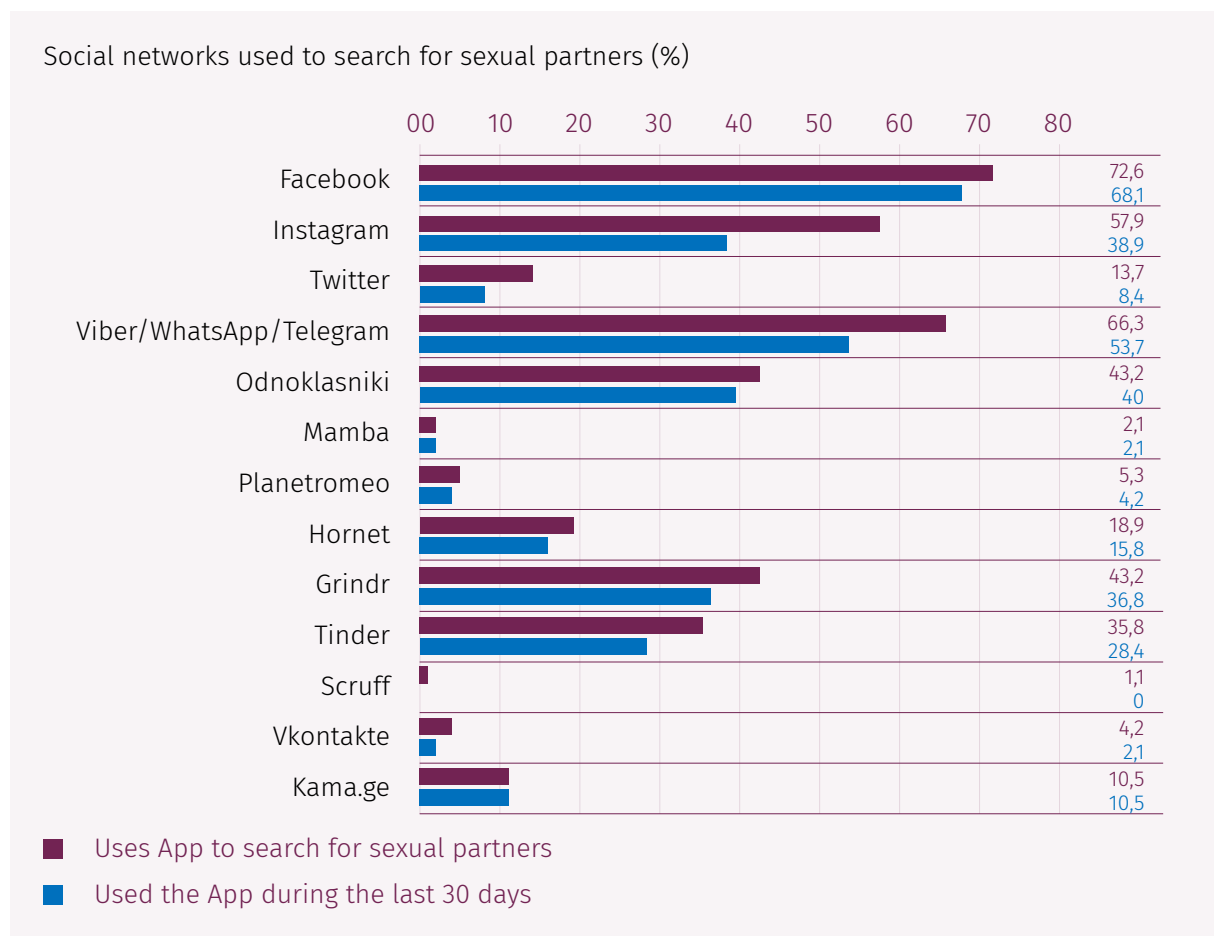 Social networks used to search for sexual partners (%)
00 10 20 30 40 50 60 70 80
Facebook 72,6
68,1
Instagram 57,9
38,9
Twitter 13,7
8,4
Viber/WhatsApp/Telegram 66,3
53,7
Odnoklasniki 43,2
40
Mamba 2,1
2,1
Planetromeo 5,3
4,2
Hornet 18,9
15,8
Grindr 43,2
36,8
Tinder 35,8
28,4
Scruff 1,1
0
Vkontakte 4,2
2,1
Kama.ge 10,5
10,5
Uses App to search for sexual partners
Used the App during the last 30 days